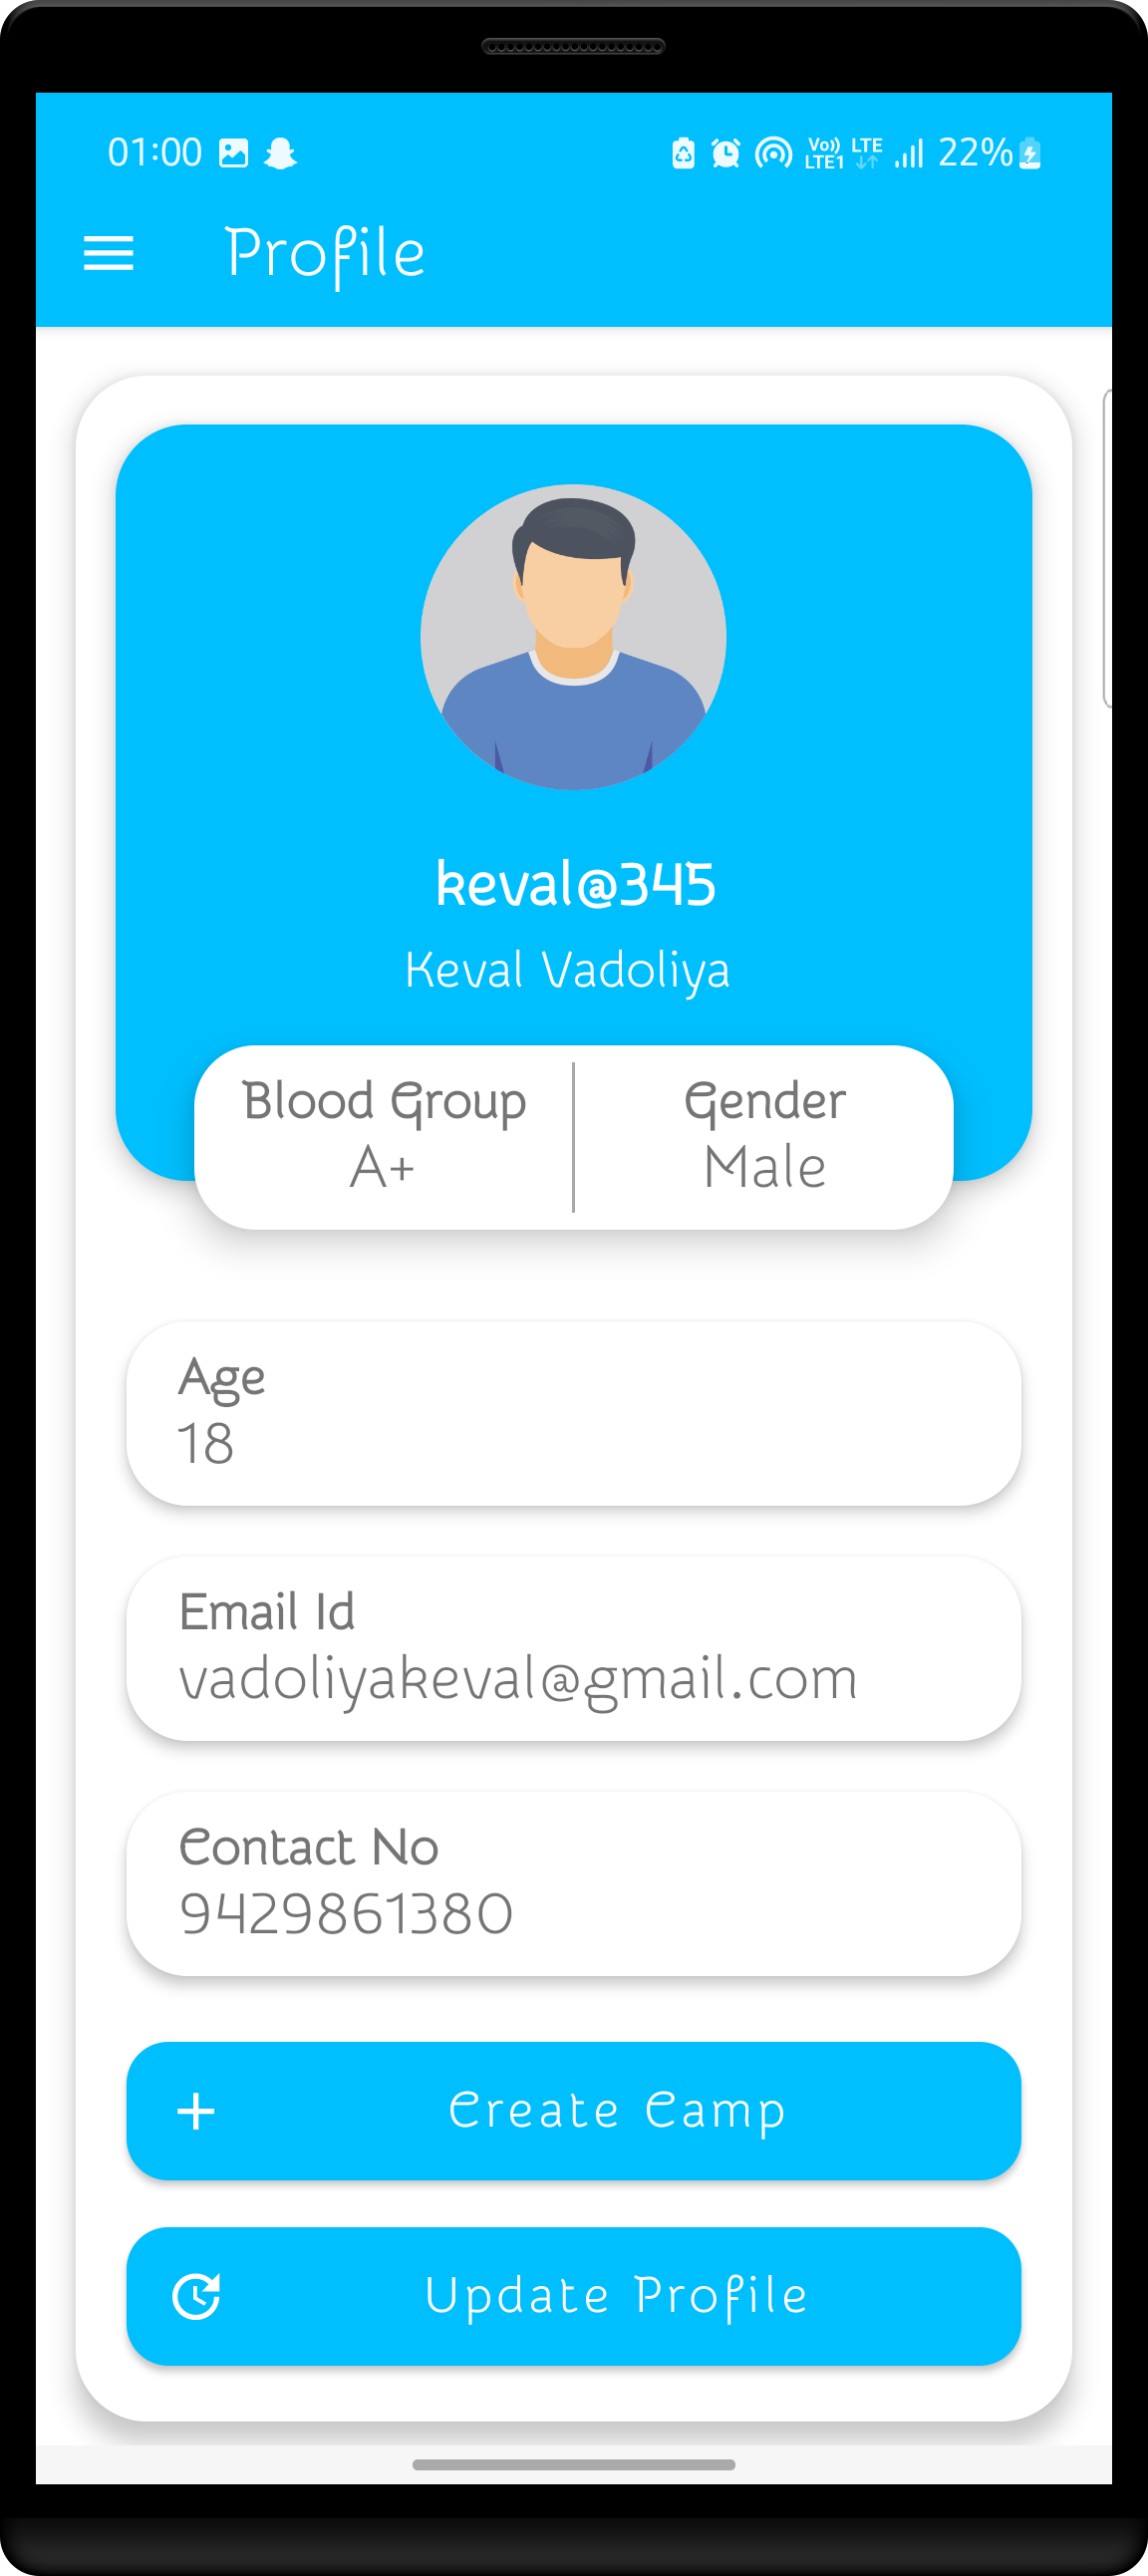 01:00 Vo)) LTE1 LTE 22%
Profile
keval@345
Keval Vadoliya
Blood Group Gender
A+ Male
Age
18
Email Id
vadoliyakeval@gmail.com
Contact No
9429861380
Create Camp
Update Profile